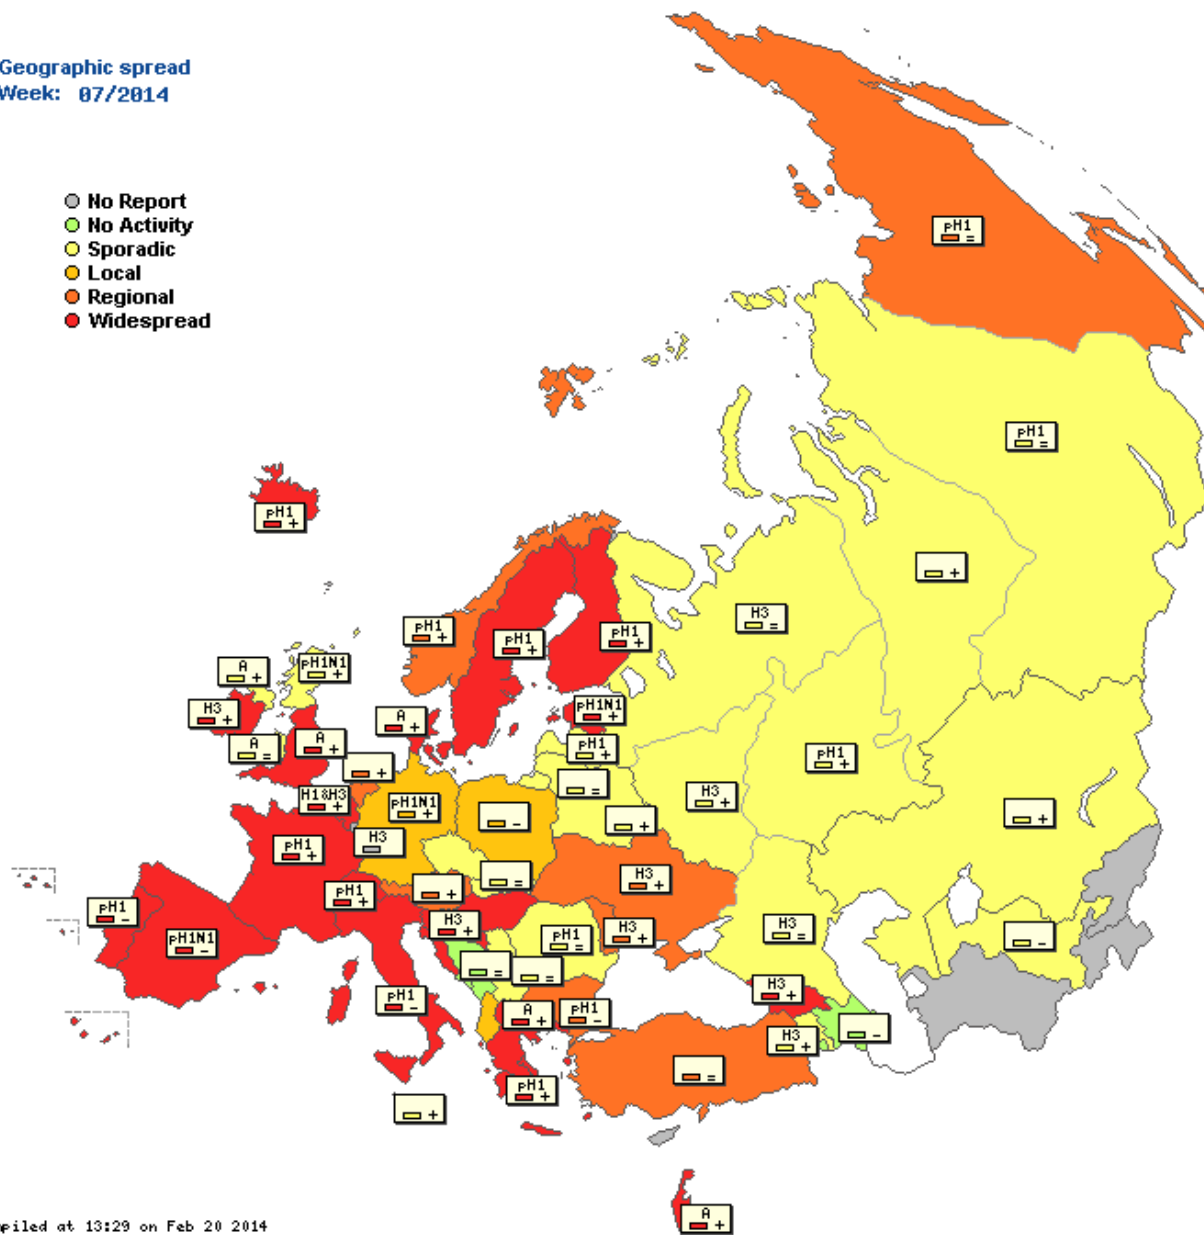 Geographic spread
Week: 07/2014
No Report
No Activity
Sporadic
Local
Regional
Widespread
pH1
=
pH1
=
pH1
+
+
H3
=
pH1
+
pH1
+
pH1
+
A
+
pH1N1
+
H3
+
A
+
pH1N1
+
A
=
A
+
pH1
+
+
pH1
+
=
H1&H3
+
pH1N1
+
-
H3
+
+
+
H3
pH1
+
=
H3
+
pH1
+
+
pH1
-
H3
+
H3
+
H3
=
pH1N1
-
pH1
=
-
=
=
pH1
-
H3
+
A
+
pH1
-
-
H3
+
=
pH1
+
+
A
+
piled at 13:29 on Feb 20 2014